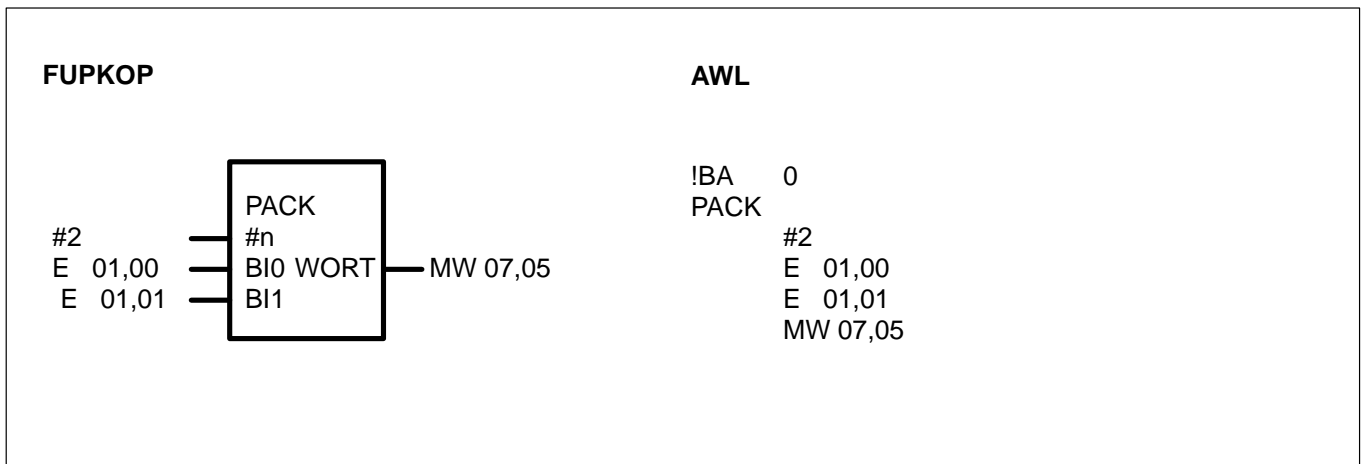 FUPKOP
PACK
#2 #n
E 01,00 BI0 WORT MW 07,05
E 01,01 BI1
AWL
!BA 0
PACK
#2
E 01,00
E 01,01
MW 07,05